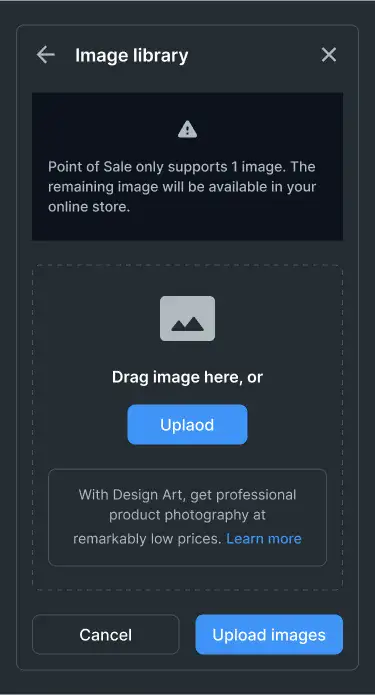 Image library
Point of Sale only supports 1 image. The
remaining image will be available in your
online store.
Drag image here, or
Uplaod
With Design Art, get professional
product photography at
remarkably low prices. Learn more
Cancel
Upload images